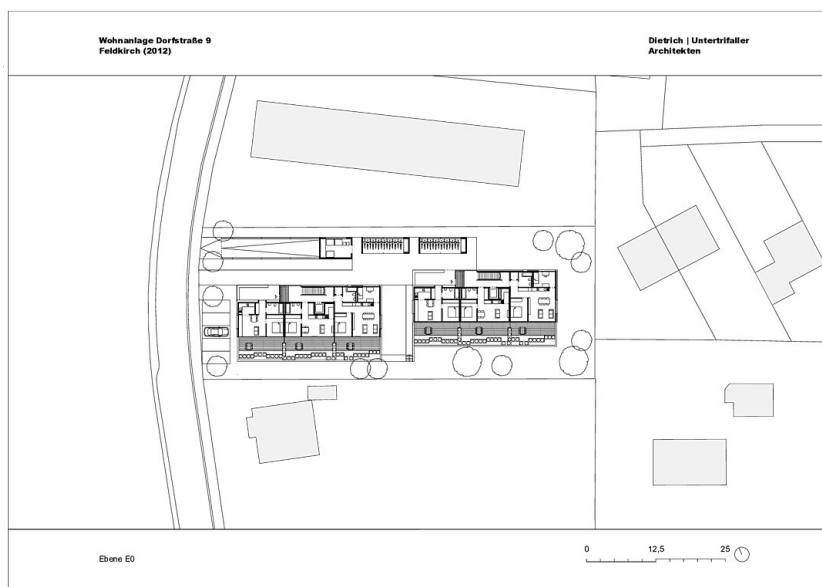 Wohnanlage Dorfstraße 9
Feldkirch (2012)
Dietrich | Untertrifaller
Architekten
Ebene E0
0 12,5 25